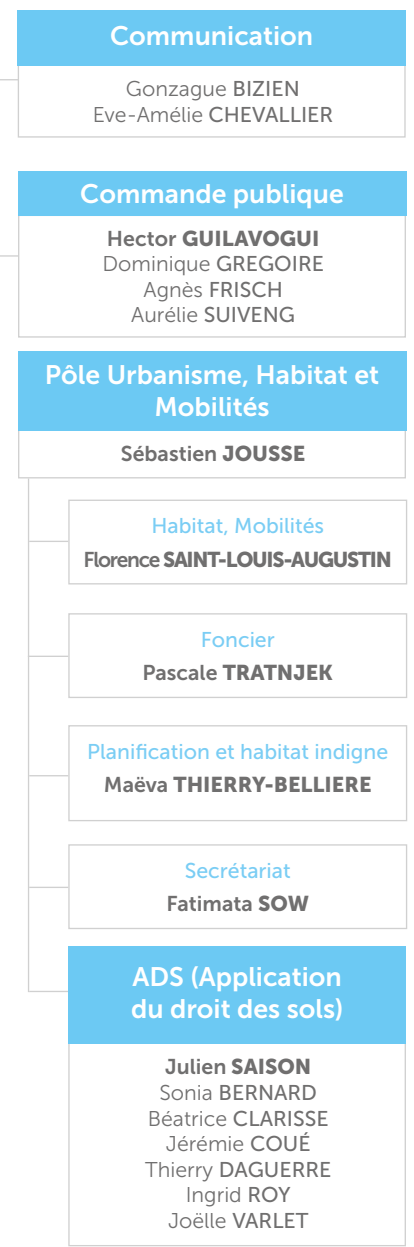 Communication
Gonzague BIZIEN
Eve-Amélie CHEVALLIER
Commande publique
Hector GUILAVOGUI
Dominique GREGOIRE
Agnès FRISCH
Aurélie SUIVENG
Pôle Urbanisme, Habitat et
Mobilités
Sébastien JOUSSE
Habitat, Mobilités
Florence SAINT-LOUIS-AUGUSTIN
Foncier
Pascale TRATNJEK
Planification et habitat indigne
Maëva THIERRY-BELLIERE
Secrétariat
Fatimata SOW
ADS (Application
du droit des sols)
Julien SAISON
Sonia BERNARD
Béatrice CLARISSE
Jérémie COUÉ
Thierry DAGUERRE
Ingrid ROY
Joëlle VARLET